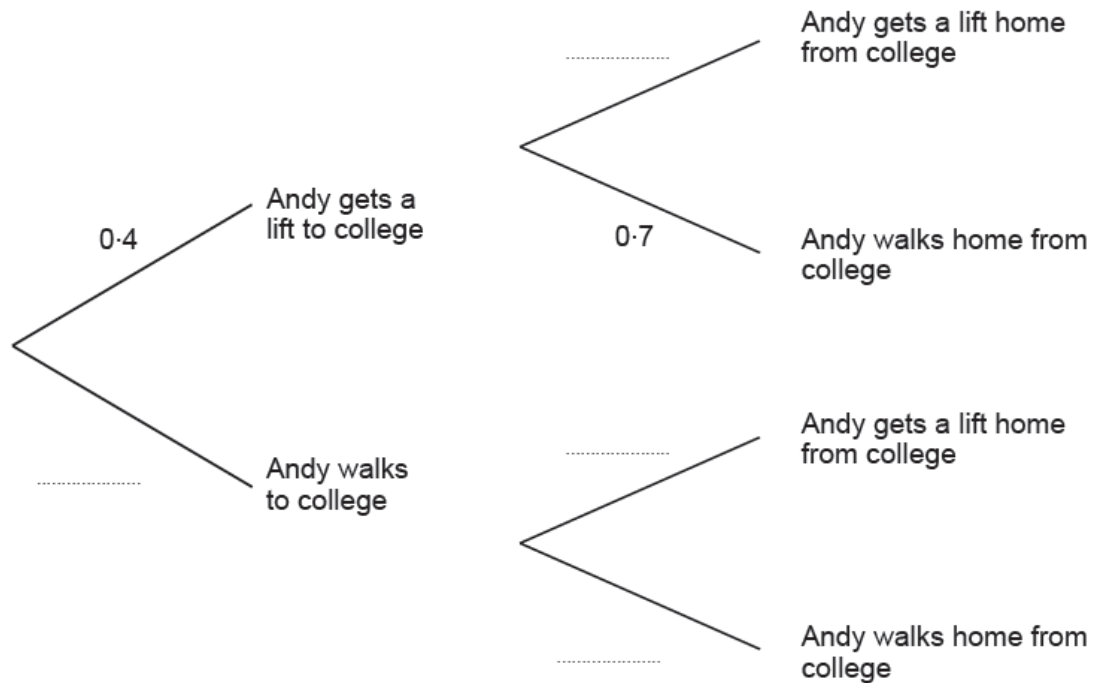 Andy gets a lift home
from college
Andy gets a
lift to college
0·4
0·7
Andy walks home from
college
Andy gets a lift home
from college
Andy walks
to college
Andy walks home from
college